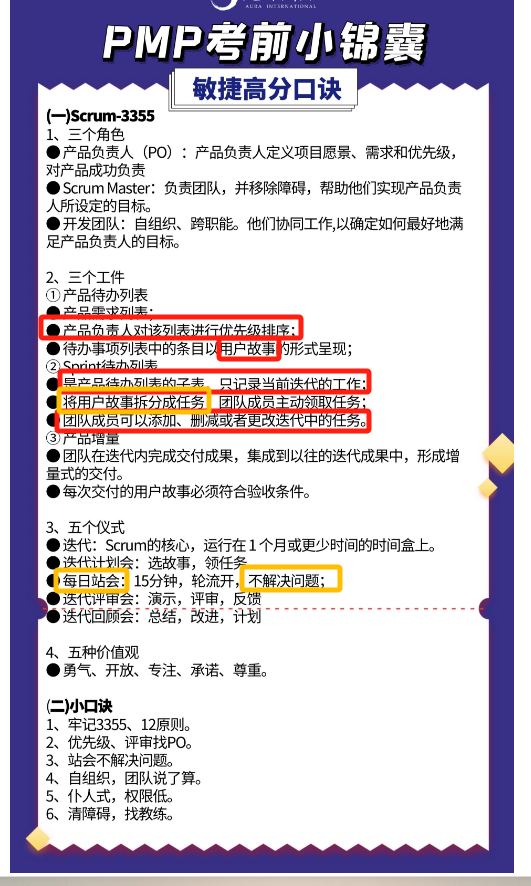 AURA INTERNATIONAL
PMP考前小锦囊
敏捷高分口诀
(一)Scrum-3355
1、三个角色
●产品负责人（PO）：产品负责人定义项目愿景、需求和优先级，
对产品成功负责
●Scrum Master：负责团队，并移除障碍，帮助他们实现产品负责
人所设定的目标。
●开发团队：自组织、跨职能。他们协同工作,以确定如何最好地满
足产品负责人的目标。
2、三个工件
①产品待办列表
●产品需求列表；
●产品负责人对该列表进行优先级排序；
●待办事项列表中的条目以用户故事的形式呈现；
②Sprint待办列表
●是产品待办列表的子表，只记录当前迭代的工作；
●将用户故事拆分成任务，团队成员主动领取任务；
●团队成员可以添加、删减或者更改迭代中的任务。
③产品增量
●团队在迭代内完成交付成果，集成到以往的迭代成果中，形成增
量式的交付。
●每次交付的用户故事必须符合验收条件。
3、五个仪式
●迭代：Scrum的核心，运行在1个月或更少时间的时间盒上。
●迭代计划会：选故事，领任务
●每日站会：15分钟，轮流开，不解决问题；
●迭代评审会：演示，评审，反馈
●迭代回顾会：总结，改进，计划
4、五种价值观
●勇气、开放、专注、承诺、尊重。
(二)小口诀
1、牢记3355、12原则。
2、优先级、评审找PO。
3、站会不解决问题。
4、自组织，团队说了算。
5、仆人式，权限低。
6、清障碍，找教练。